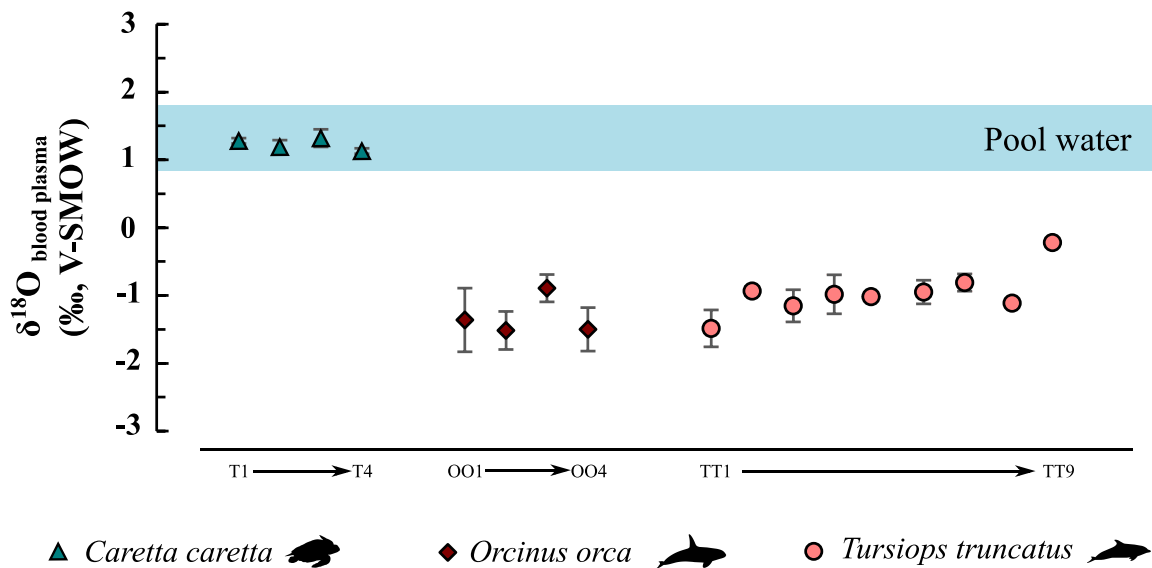 3
2
1
0
-1
-2
-3
δ¹⁸O blood plasma
(‰, V-SMOW)
Pool water
T1 T4 OO1 OO4 TT1 TT9
Caretta caretta Orcinus orca Tursiops truncatus